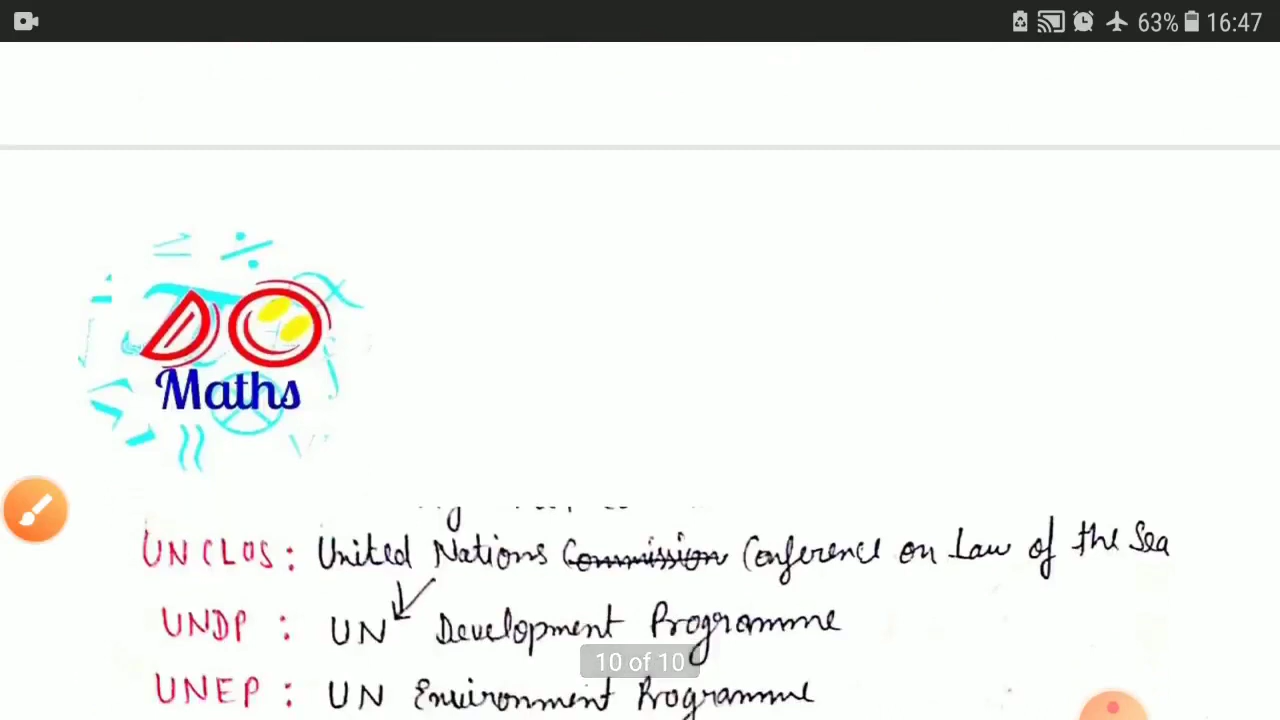 63% 16:47
DO
Maths
UNCLOS : United Nations Commission Conference on Law of the Sea
UNDP : UN Development Programme
10 of 10
UNEP : UN Environment Programme